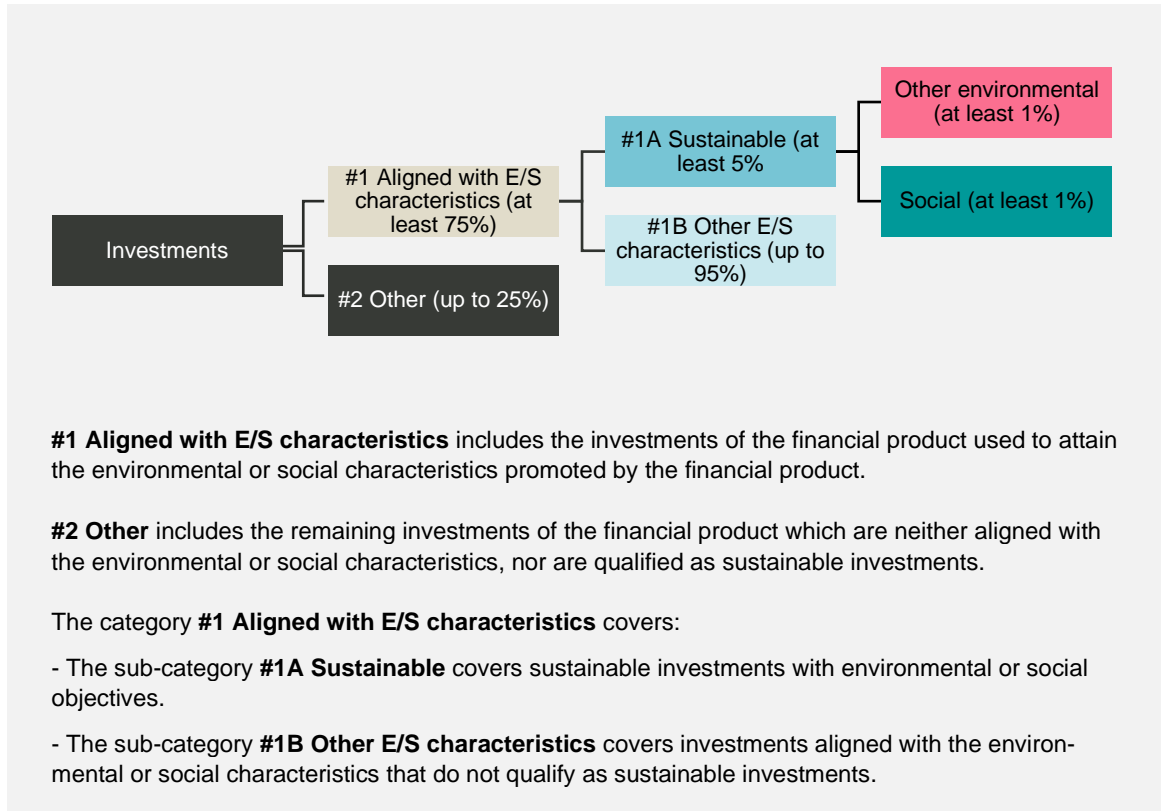 Other environmental
(at least 1%)
#1A Sustainable (at
least 5%
#1 Aligned with E/S
characteristics (at
least 75%)
Social (at least 1%)
#1B Other E/S
characteristics (up to
95%)
Investments
#2 Other (up to 25%)
#1 Aligned with E/S characteristics includes the investments of the financial product used to attain
the environmental or social characteristics promoted by the financial product.
#2 Other includes the remaining investments of the financial product which are neither aligned with
the environmental or social characteristics, nor are qualified as sustainable investments.
The category #1 Aligned with E/S characteristics covers:
- The sub-category #1A Sustainable covers sustainable investments with environmental or social
objectives.
- The sub-category #1B Other E/S characteristics covers investments aligned with the environ-
mental or social characteristics that do not qualify as sustainable investments.